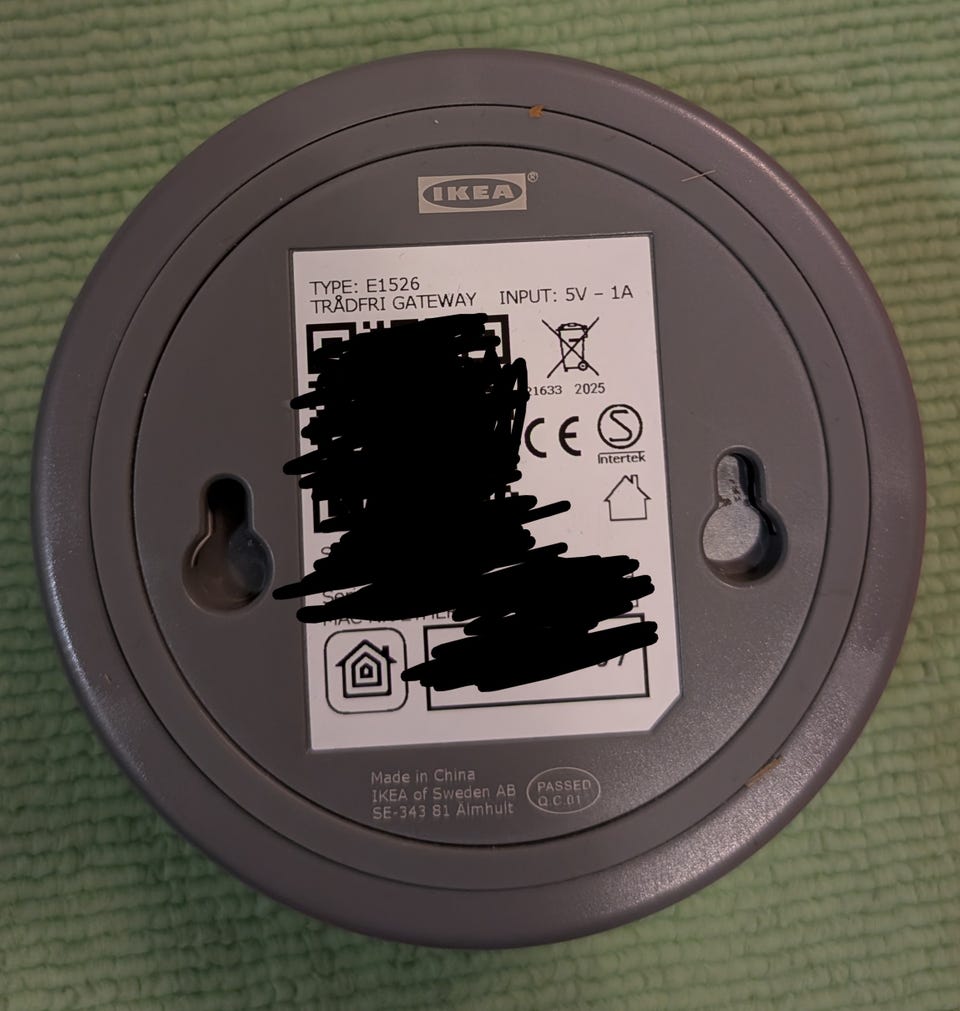 IKEA®
TYPE: E1526
TRÅDFRI GATEWAY INPUT: 5V – 1A
21633 2025
CE
S
Intertek
Made in China
IKEA of Sweden AB
SE-343 81 Älmhult
PASSED
Q.C.01